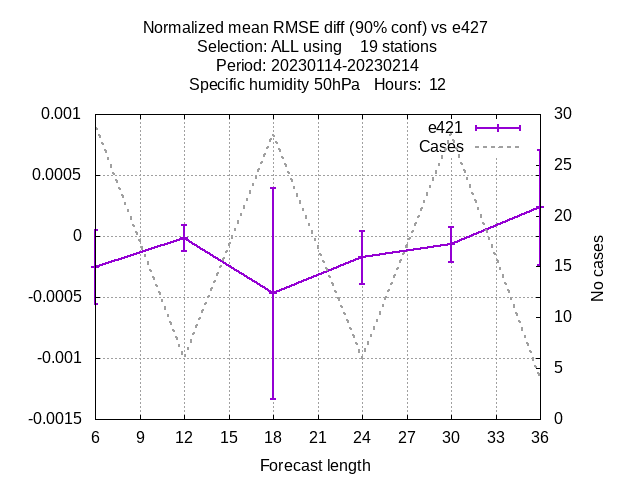 Normalized mean RMSE diff (90% conf) vs e427
Selection: ALL using    19 stations
Period: 20230114-20230214
Specific humidity 50hPa   Hours:  12
0.001
0.0005
0
-0.0005
-0.001
-0.0015
30
25
20
15
10
5
0
e421
Cases
No cases
6 9 12 15 18 21 24 27 30 33 36
Forecast length